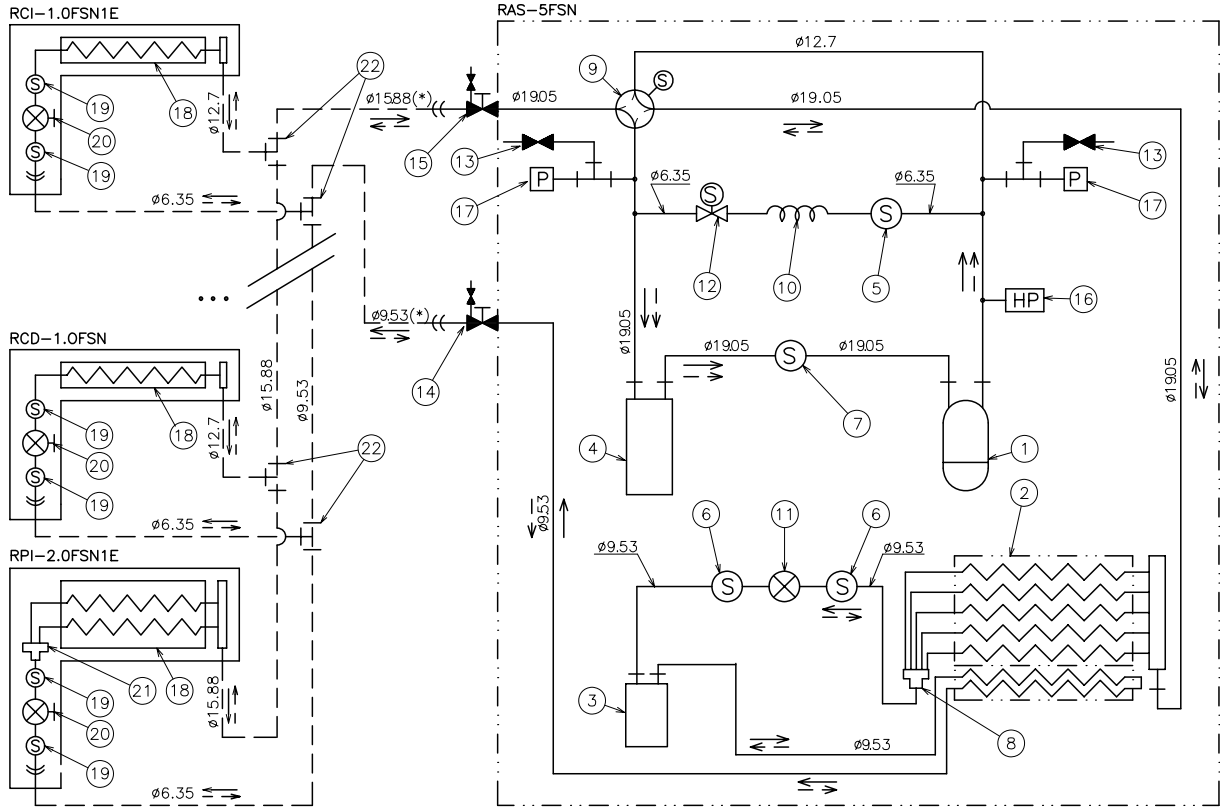 RCI-1.0FSN1E
18
S
19
20
S
19
ø12.7
ø6.35
22
ø15.88(*)
15
RAS-5FSN
ø12.7
9
S
ø19.05
ø19.05
13
P
17
13
P
17
ø6.35
S
12
10
S
5
ø6.35
HP
16
...
ø9.53(*)
14
ø19.05
ø19.05
S
ø19.05
7
4
1
ø19.05
RCD-1.0FSN
18
S
19
20
S
19
ø12.7
ø15.88
ø9.53
22
ø6.35
ø9.53
2
6
11
6
ø9.53
S
S
ø9.53
RPI-2.0FSN1E
21
18
S
19
20
S
19
ø15.88
ø6.35
3
8
ø9.53